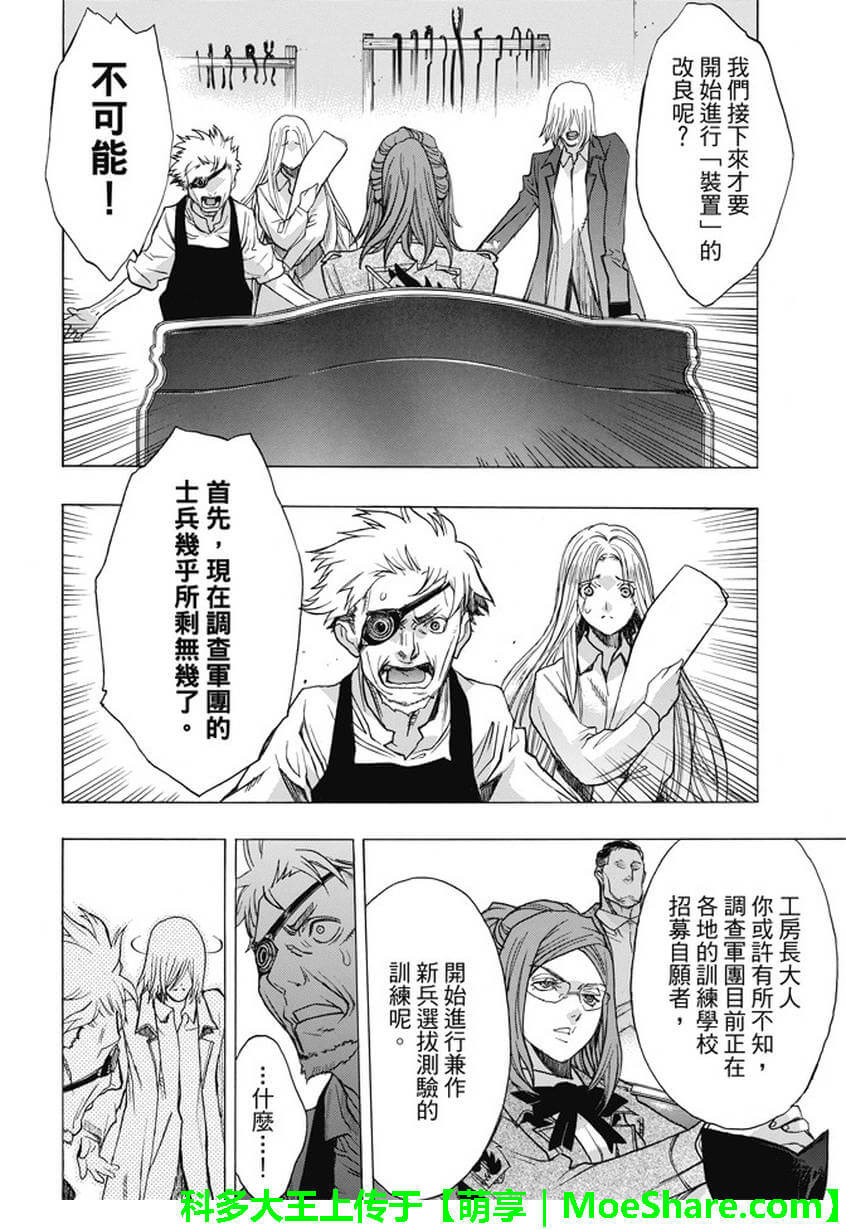 我們接下來才要
開始進行「裝置」的
改良呢？
不可能！
首先，現在調查軍團的
士兵幾乎所剩無幾了。
工房長大人
你或許有所不知，
調查軍團目前正在
各地的訓練學校
招募自願者，
開始進行兼作
新兵選拔測驗的
訓練呢。
…什麼…！
科多大王上传于【萌享｜MoeShare.com】